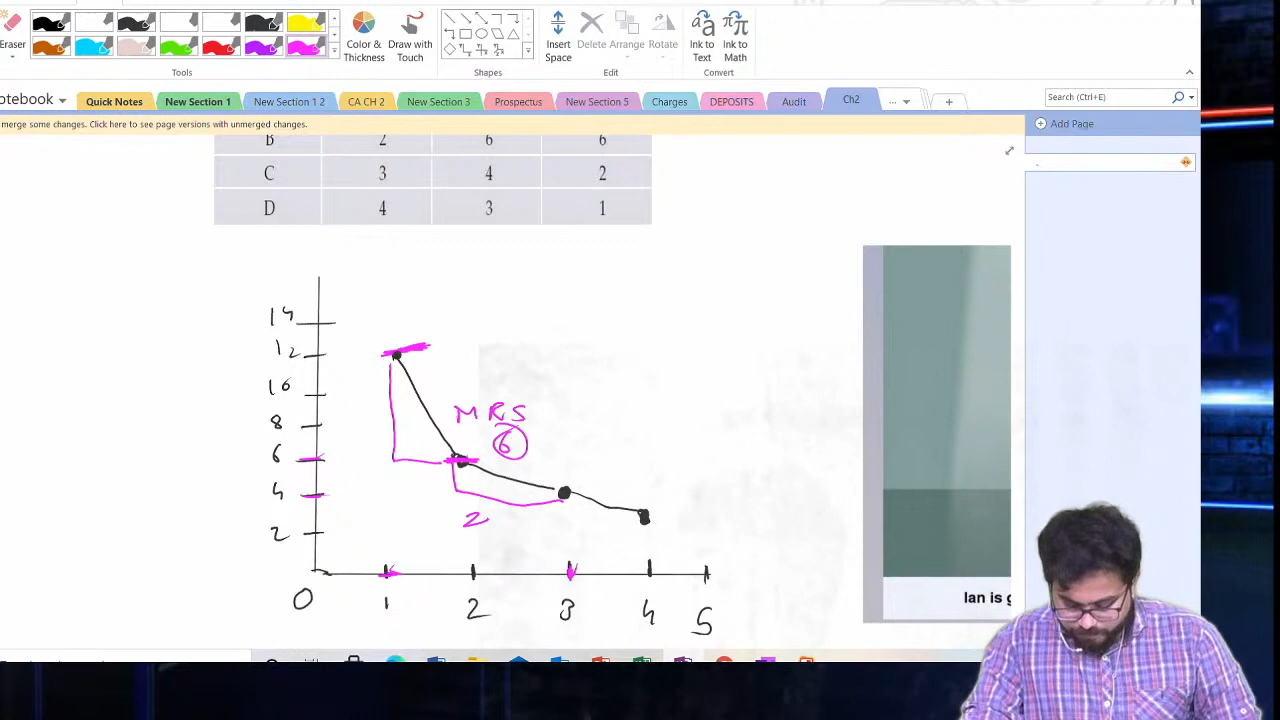 Eraser
Color & Thickness
Draw with Touch
Insert Space
Delete Arrange Rotate
Ink to Text
Ink to Math
Tools
Shapes
Edit
Convert
otebook
Quick Notes
New Section 1
New Section 1 2
CA CH 2
New Section 3
Prospectus
New Section 5
Charges
DEPOSITS
Audit
Ch2
...
+
Search (Ctrl+E)
merge some changes. Click here to see page versions with unmerged changes.
Add Page
B 2 6 6
C 3 4 2
D 4 3 1
14
12
10
8
6
4
2
MRS
6
2
0 1 2 3 4 5
lan is g